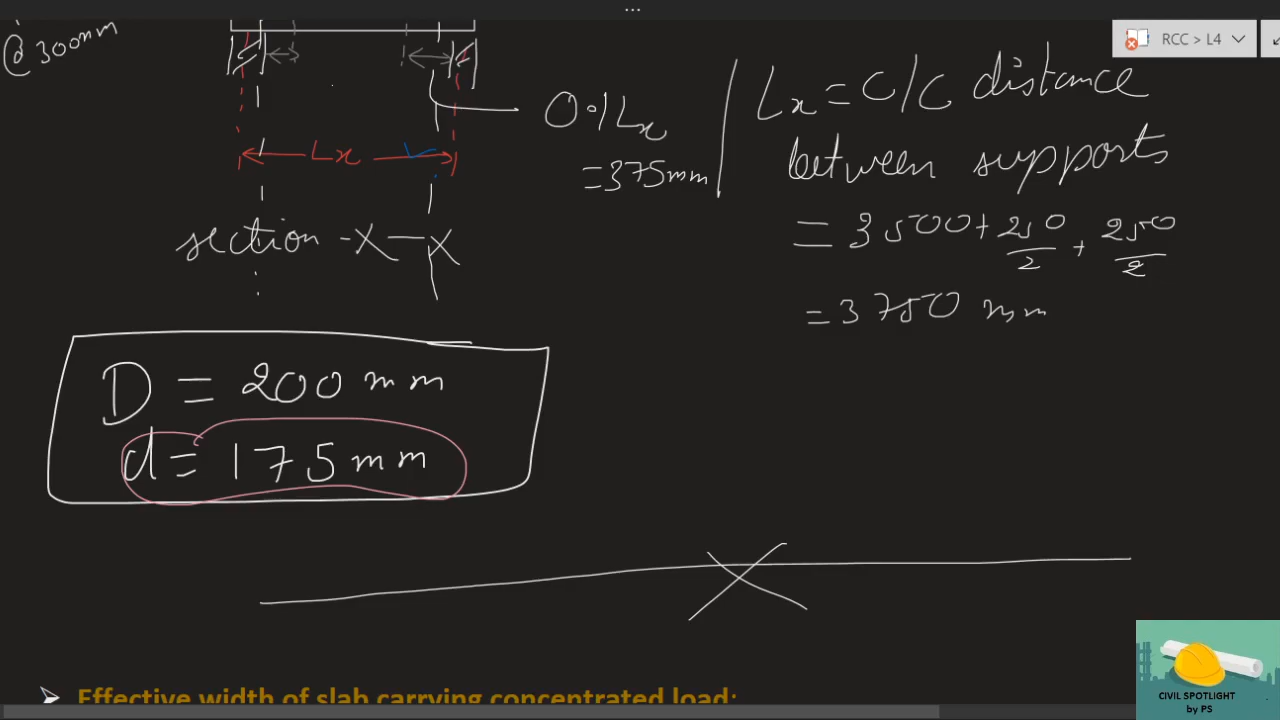 ...
RCC > L4
@ 300mm
0.1Lx
=375mm
Lx = C/C distance
between supports
= 3500 + 250/2 + 250/2
= 3750 mm
Lx
section -X-X
D = 200 mm
d = 175 mm
➢ Effective width of slab carrying concentrated load:
CIVIL SPOTLIGHT
by PS